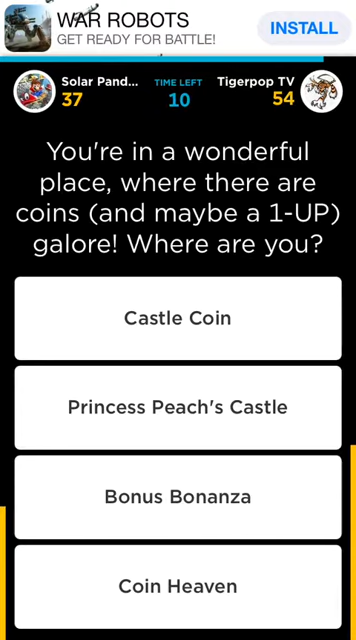 WAR ROBOTS
GET READY FOR BATTLE!
INSTALL
Solar Pand...
37
TIME LEFT
10
Tigerpop TV
54
You're in a wonderful
place, where there are
coins (and maybe a 1-UP)
galore! Where are you?
Castle Coin
Princess Peach's Castle
Bonus Bonanza
Coin Heaven